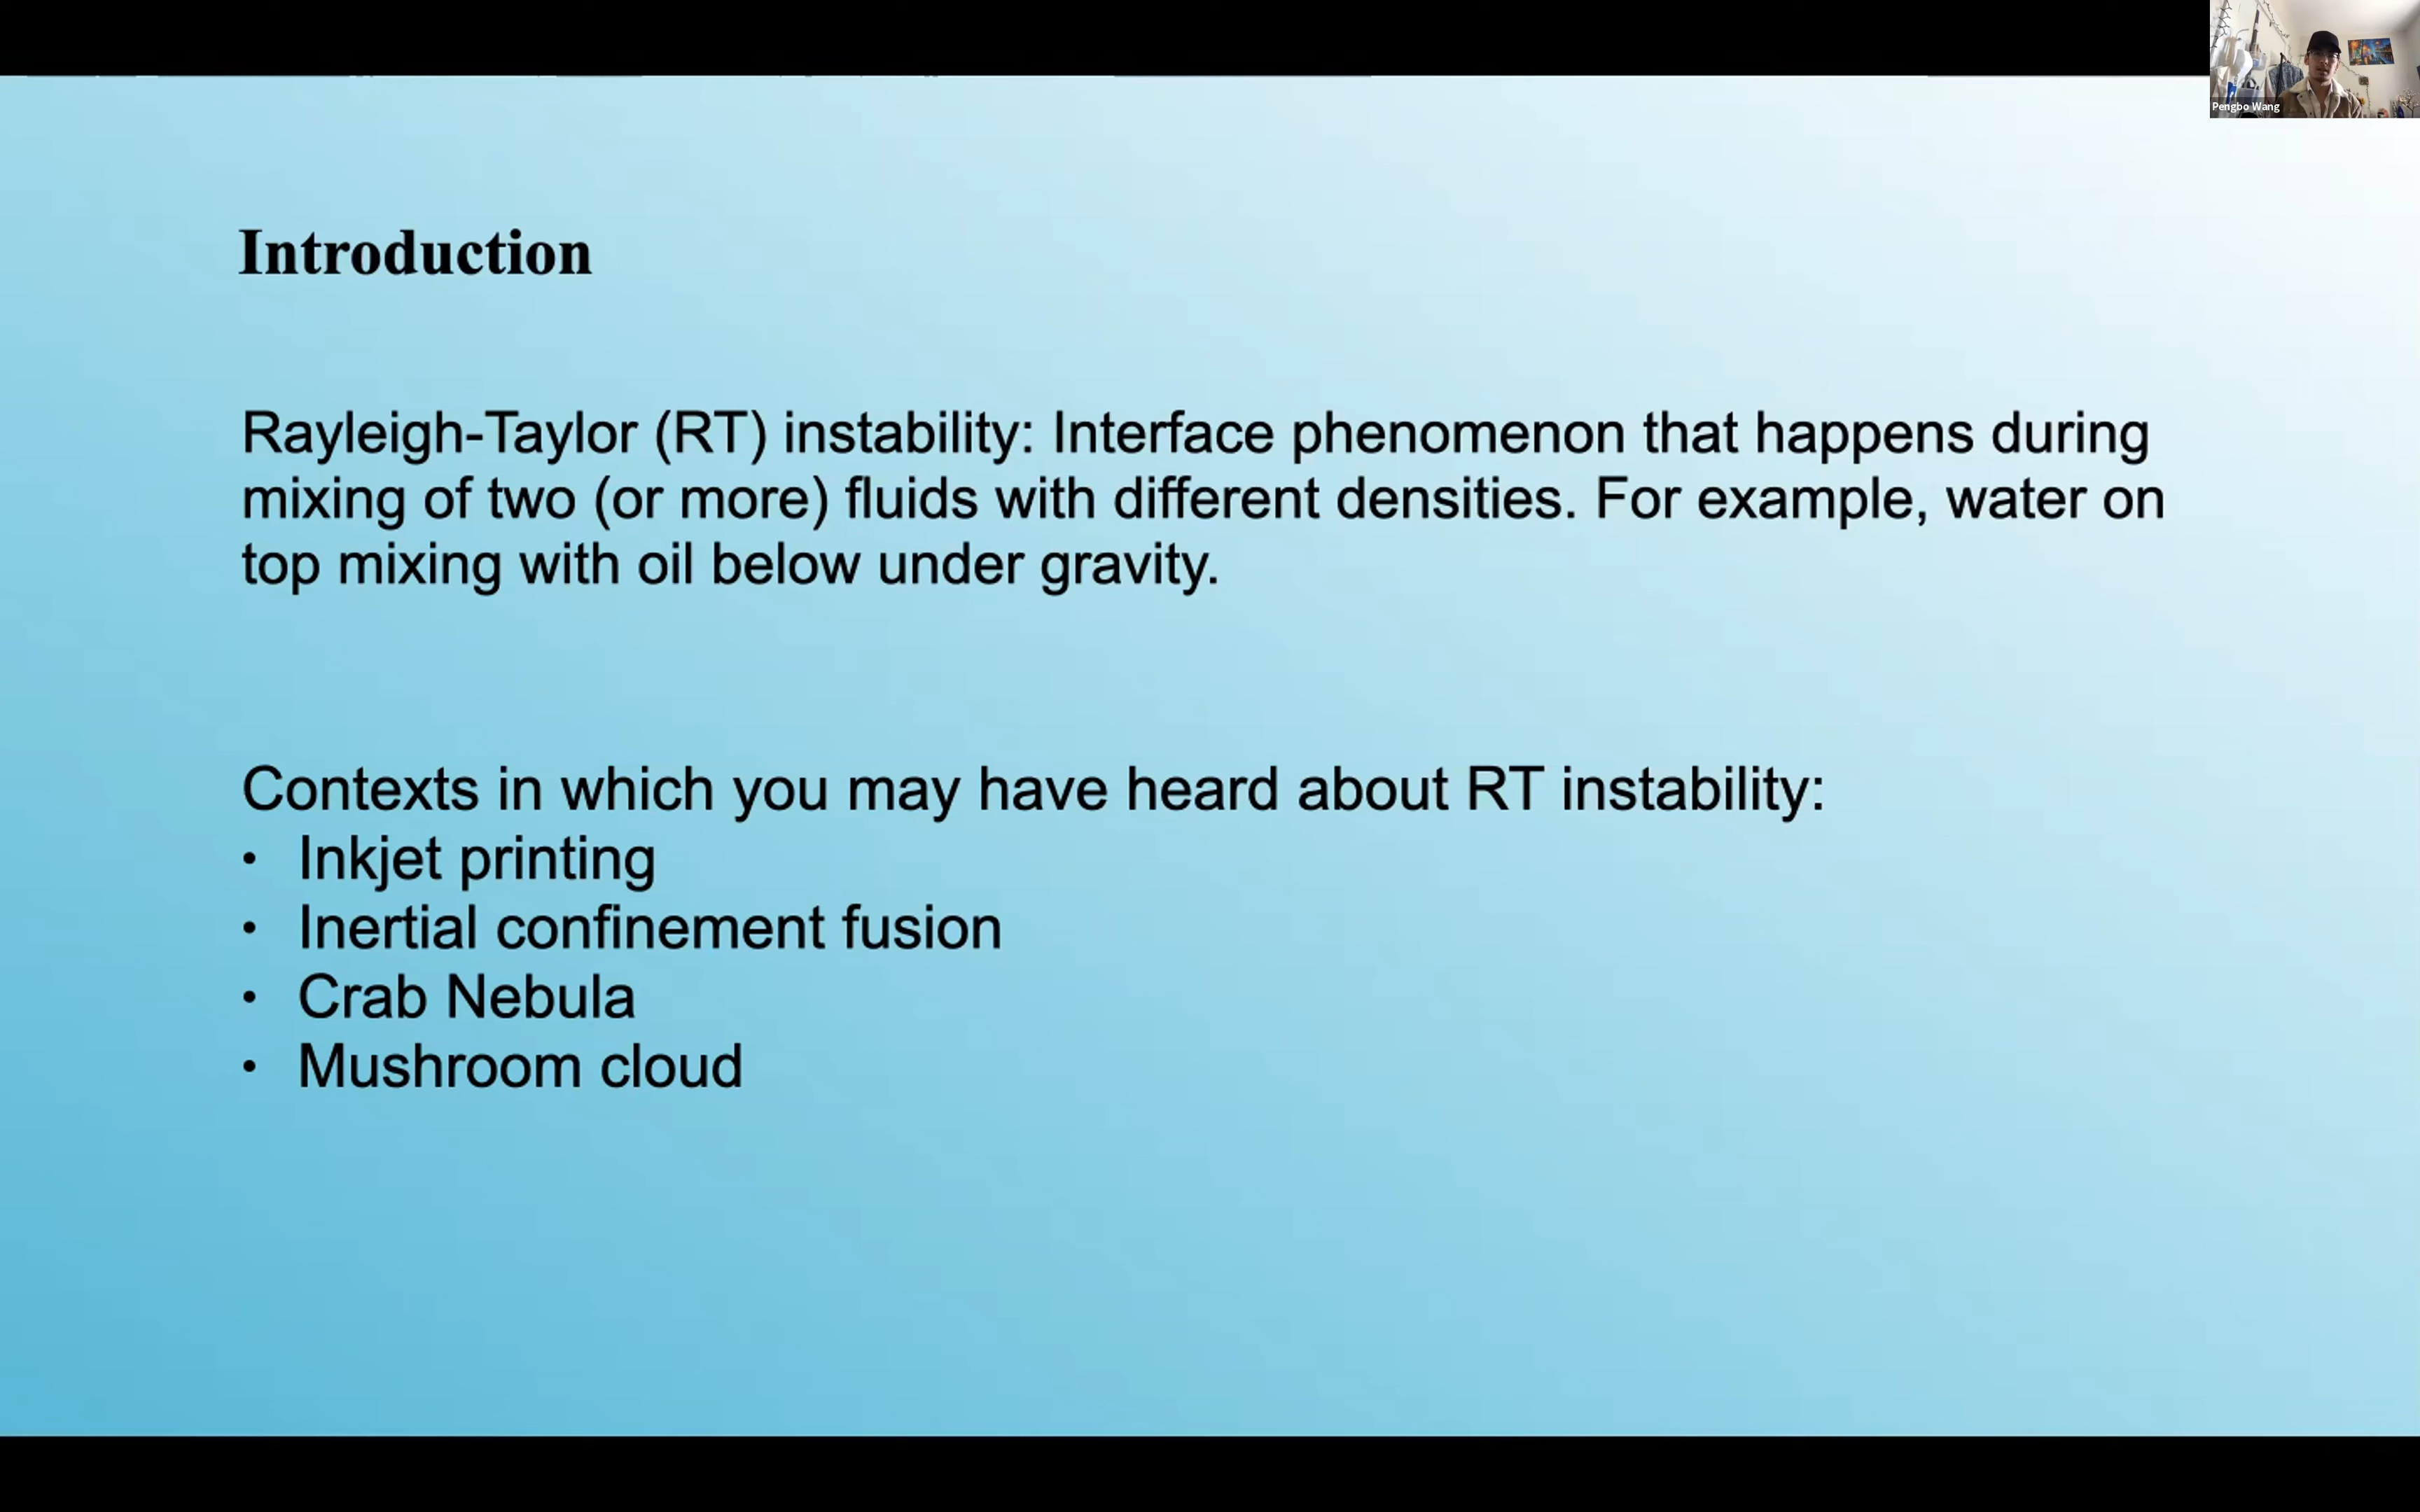 Pengbo Wang
Introduction
Rayleigh-Taylor (RT) instability: Interface phenomenon that happens during
mixing of two (or more) fluids with different densities. For example, water on
top mixing with oil below under gravity.
Contexts in which you may have heard about RT instability:
• Inkjet printing
• Inertial confinement fusion
• Crab Nebula
• Mushroom cloud